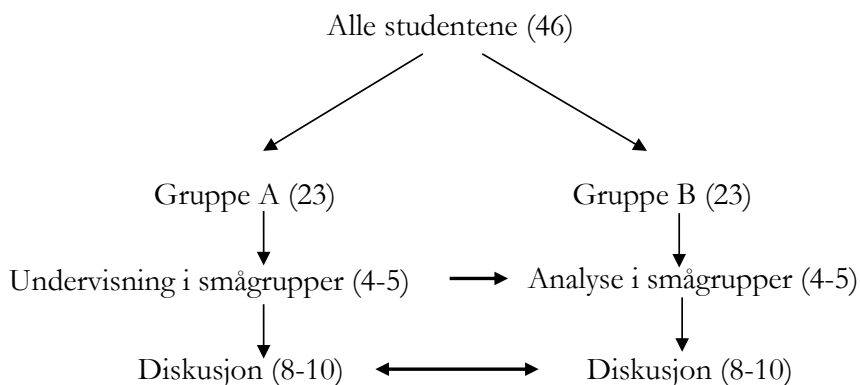 Alle studentene (46)
Gruppe A (23)
Gruppe B (23)
Undervisning i smågrupper (4-5)
Analyse i smågrupper (4-5)
Diskusjon (8-10)
Diskusjon (8-10)